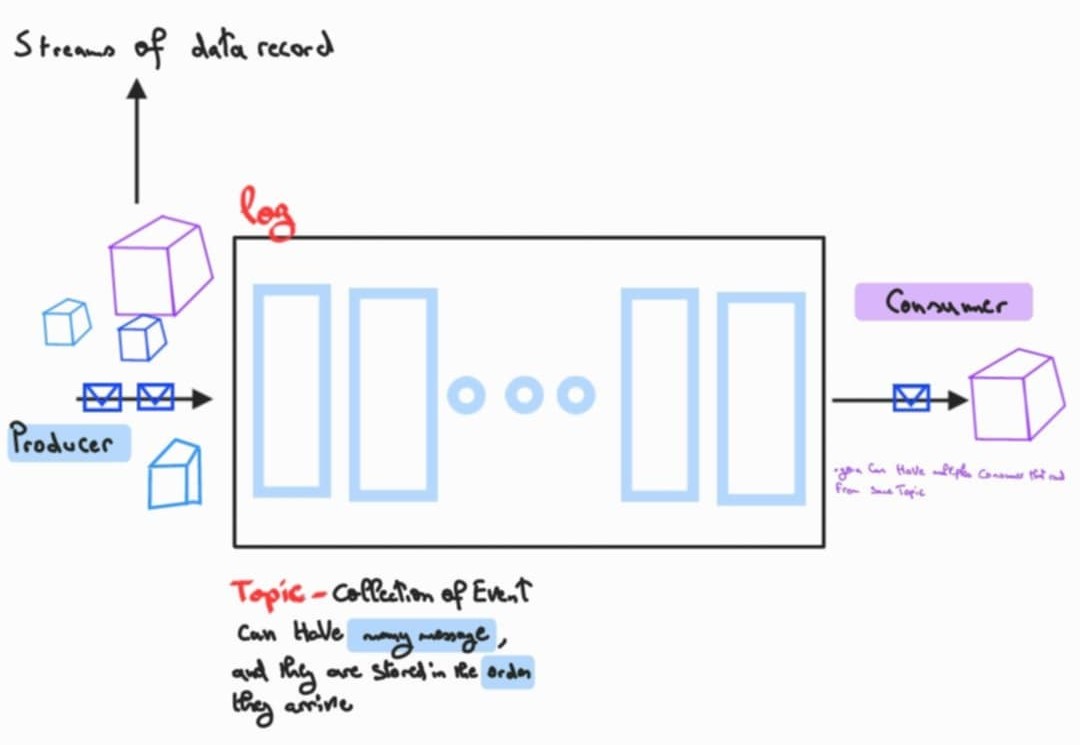 Streams of data record
log
Consumer
Producer
•you Can Have multiple Consumer that read
From Same Topic
Topic - Collection of Event
Can Have many message,
and they are stored in the order
they arrive